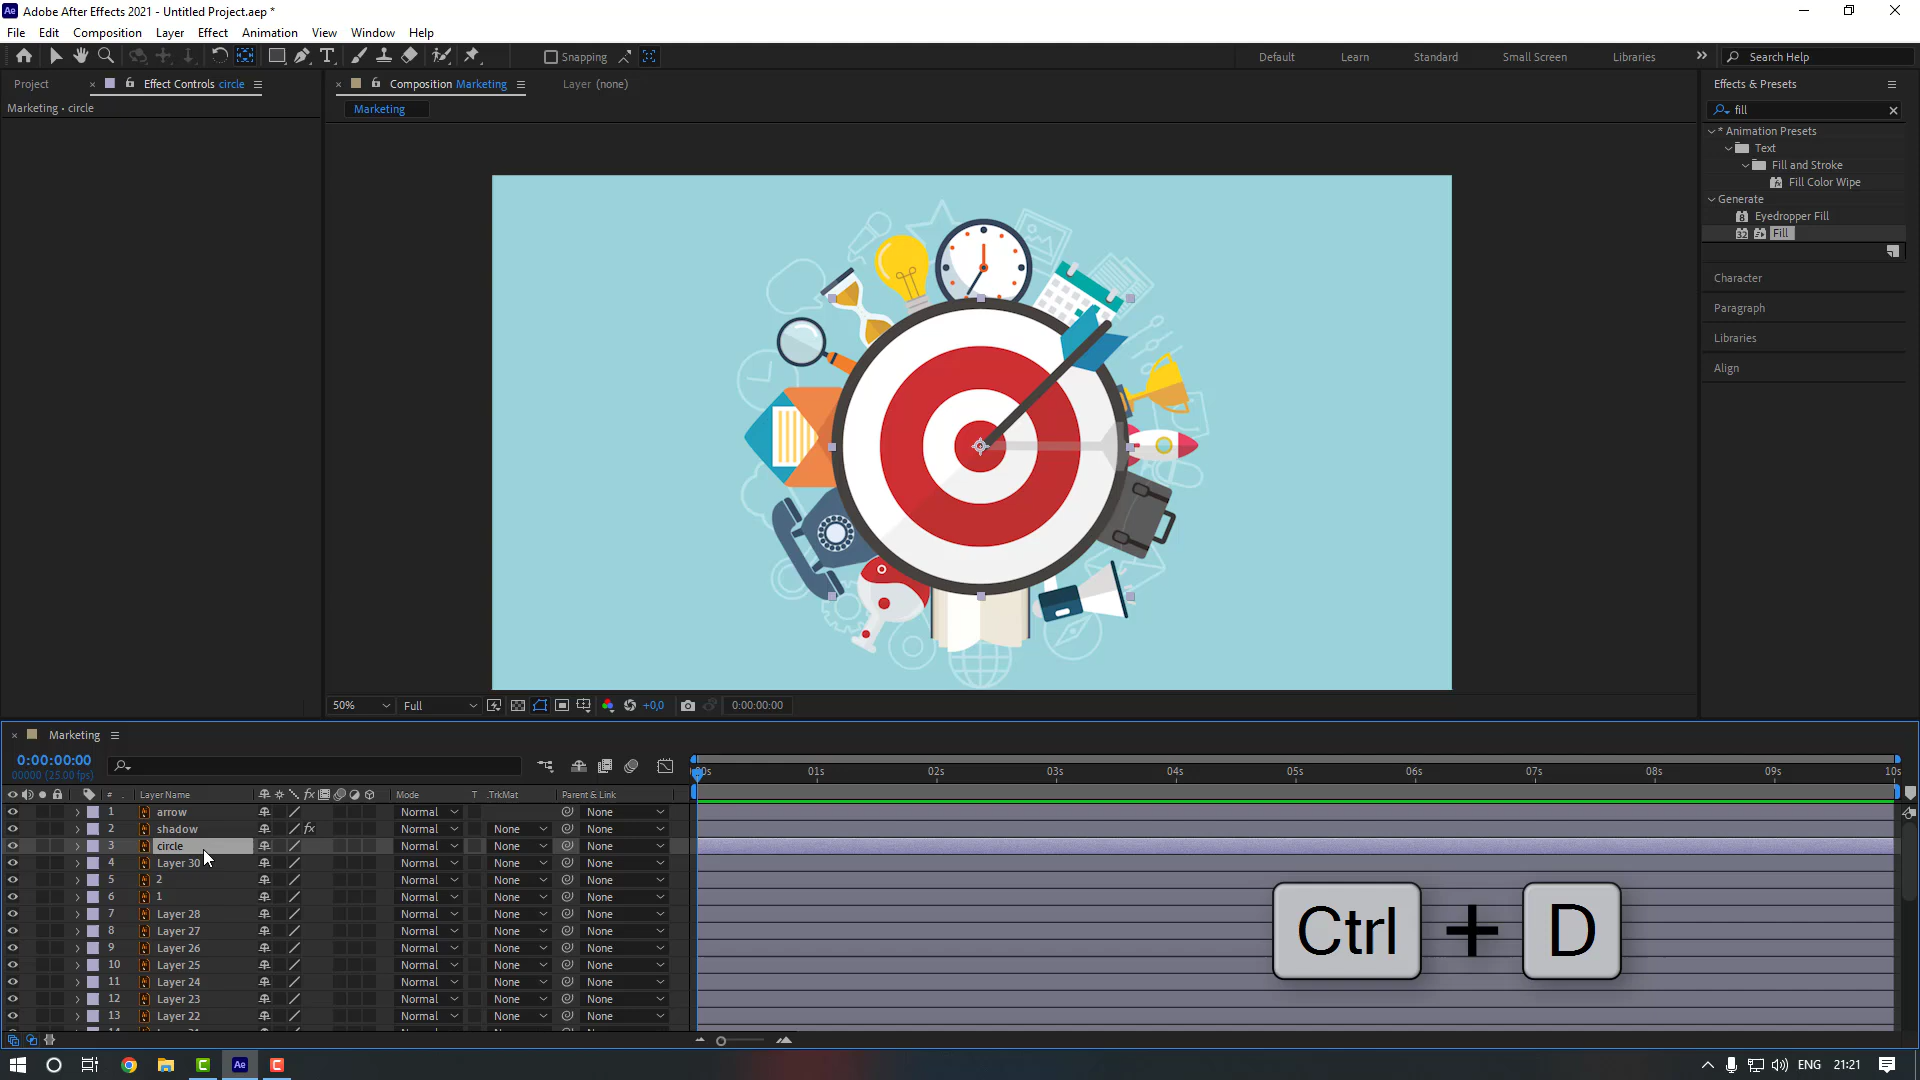 Adobe After Effects 2021 - Untitled Project.aep *
File Edit Composition Layer Effect Animation View Window Help
Snapping Default Learn Standard Small Screen Libraries Search Help
Project Effect Controls circle Composition Marketing Layer (none) Effects & Presets
Marketing • circle
Marketing
fill
* Animation Presets
Text
Fill and Stroke
Fill Color Wipe
Generate
Eyedropper Fill
Fill
Character
Paragraph
Libraries
Align
50% Full +0,0 0:00:00:00
Marketing
0:00:00:00
00000 (25.00 fps)
00s 01s 02s 03s 04s 05s 06s 07s 08s 09s 10s
# Layer Name Mode T .TrkMat Parent & Link
1 arrow Normal None
2 shadow Normal None None
3 circle Normal None None
4 Layer 30 Normal None None
5 2 Normal None None
6 1 Normal None None
7 Layer 28 Normal None None
8 Layer 27 Normal None None
9 Layer 26 Normal None None
10 Layer 25 Normal None None
11 Layer 24 Normal None None
12 Layer 23 Normal None None
13 Layer 22 Normal None None
Ctrl + D
ENG 21:21